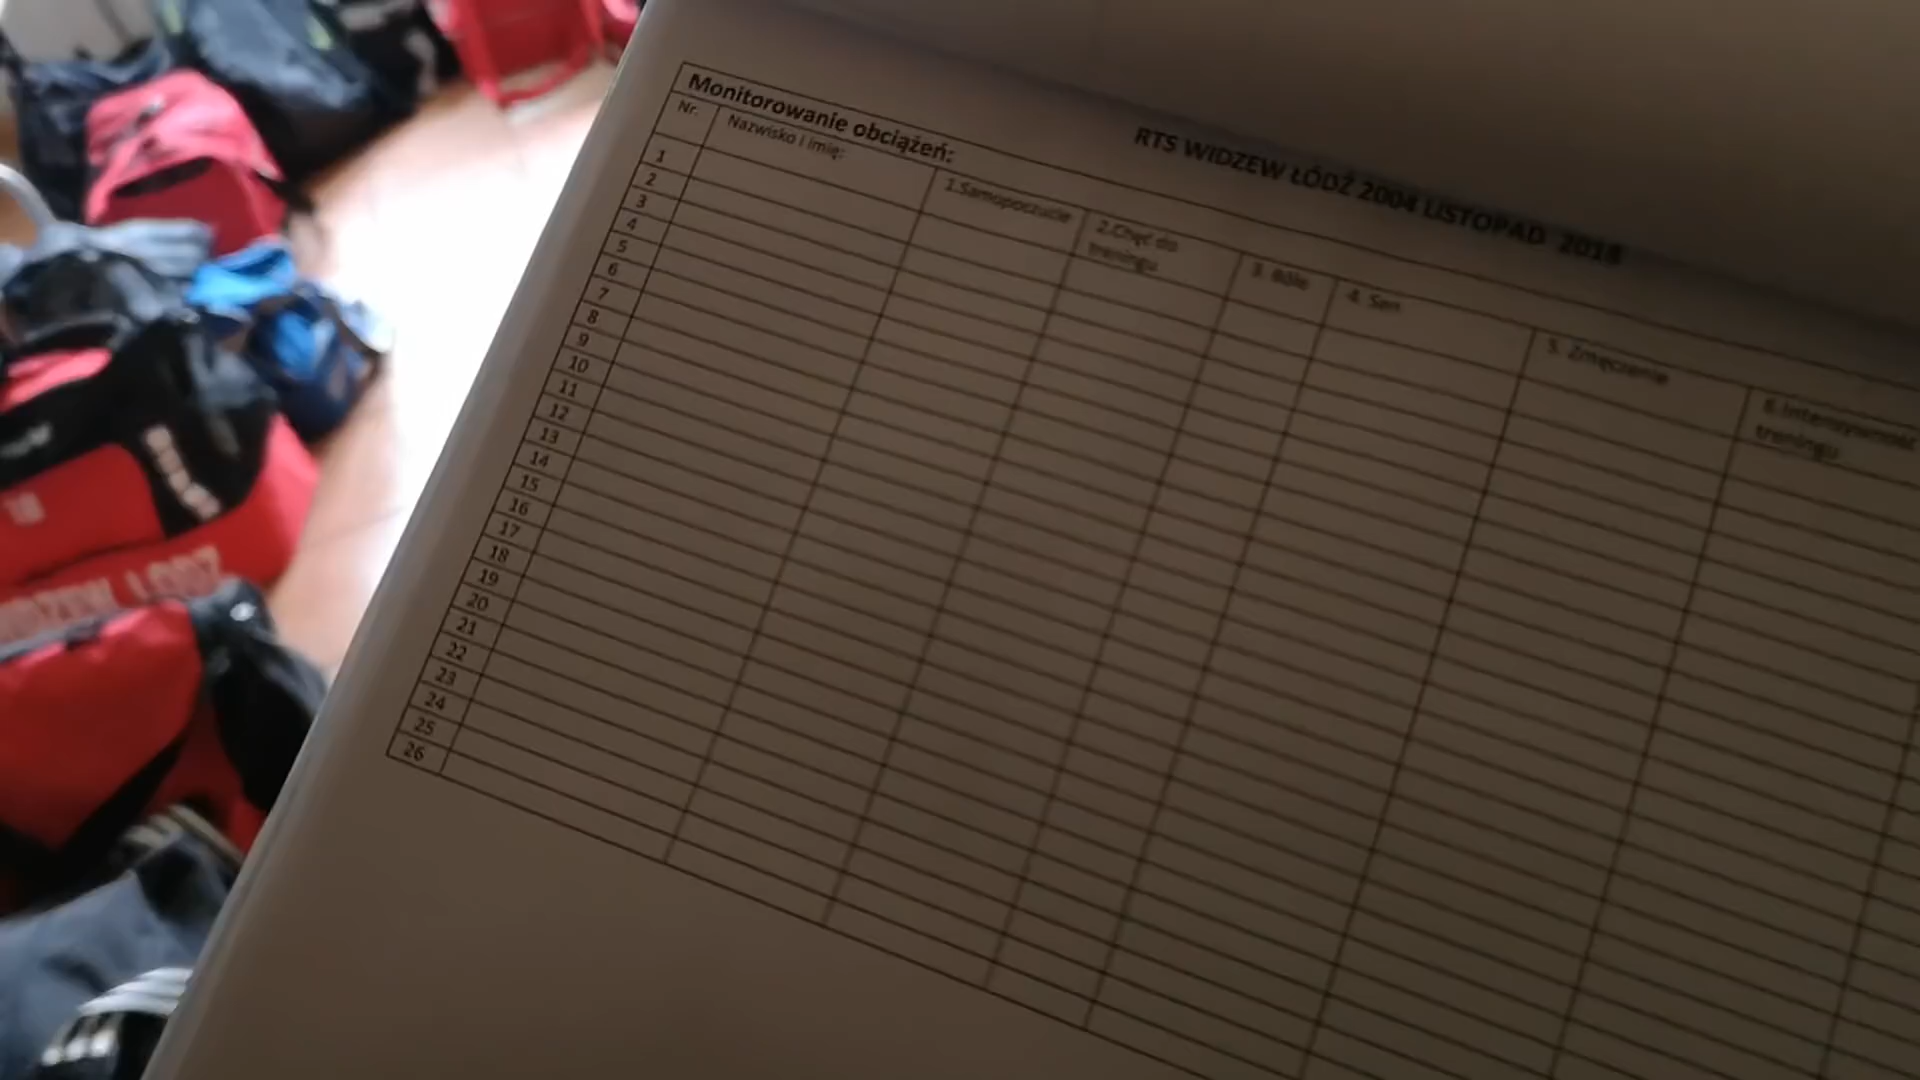 RTS WIDZEW ŁÓDŹ 2004 LISTOPAD 2018
Monitorowanie obciążeń:
Nr.
Nazwisko i imię:
1.Samopoczucie
2.Chęć do
treningu
3. Bóle
4. Sen
5. Zmęczenie
6.Intensywność
treningu
1
2
3
4
5
6
7
8
9
10
11
12
13
14
15
16
17
18
19
20
21
22
23
24
25
26
WIDZEW ŁÓDŹ